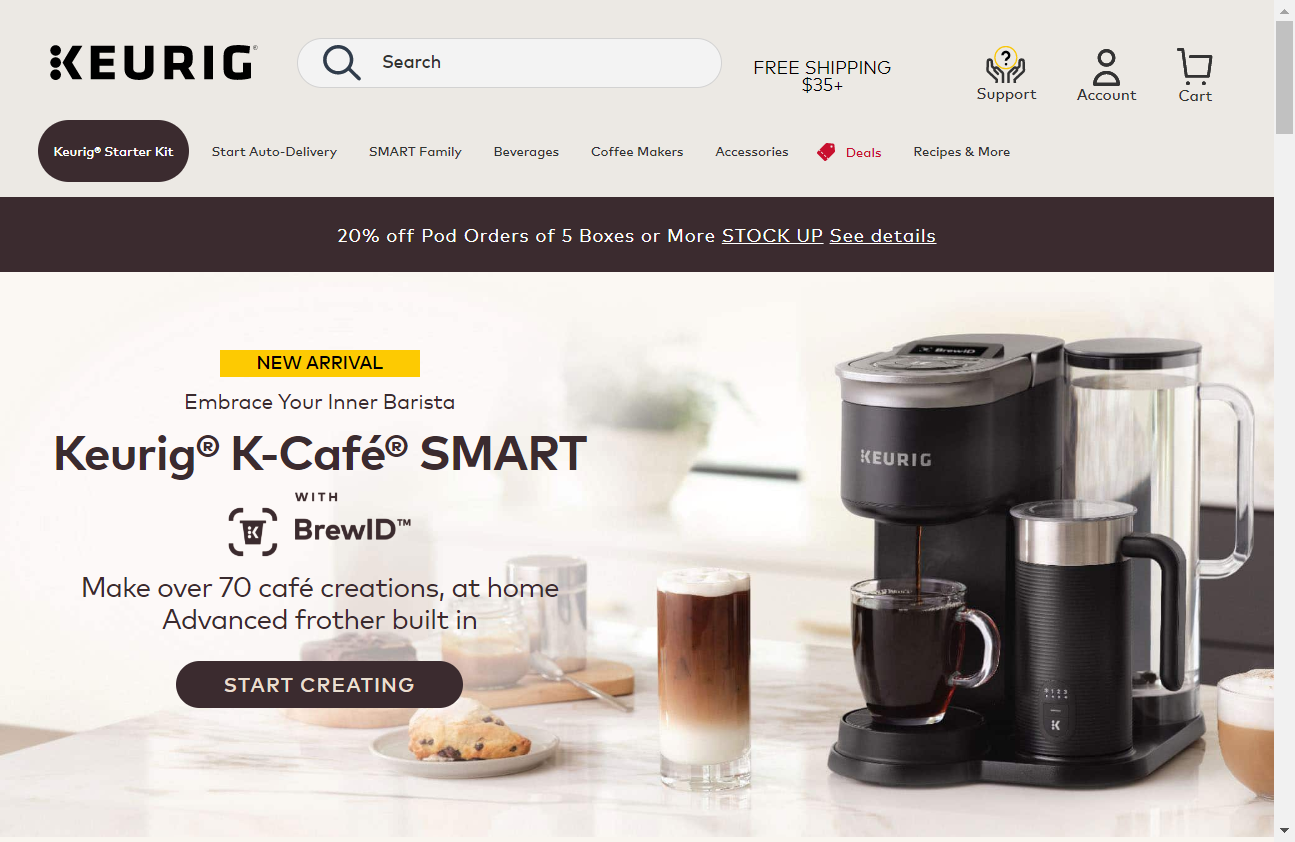 KEURIG®
Search
FREE SHIPPING
$35+
?
Support
Account
Cart
Keurig® Starter Kit
Start Auto-Delivery
SMART Family
Beverages
Coffee Makers
Accessories
Deals
Recipes & More
20% off Pod Orders of 5 Boxes or More STOCK UP See details
NEW ARRIVAL
Embrace Your Inner Barista
Keurig® K-Café® SMART
WITH
BrewID™
Make over 70 café creations, at home
Advanced frother built in
START CREATING
BrewID
KEURIG